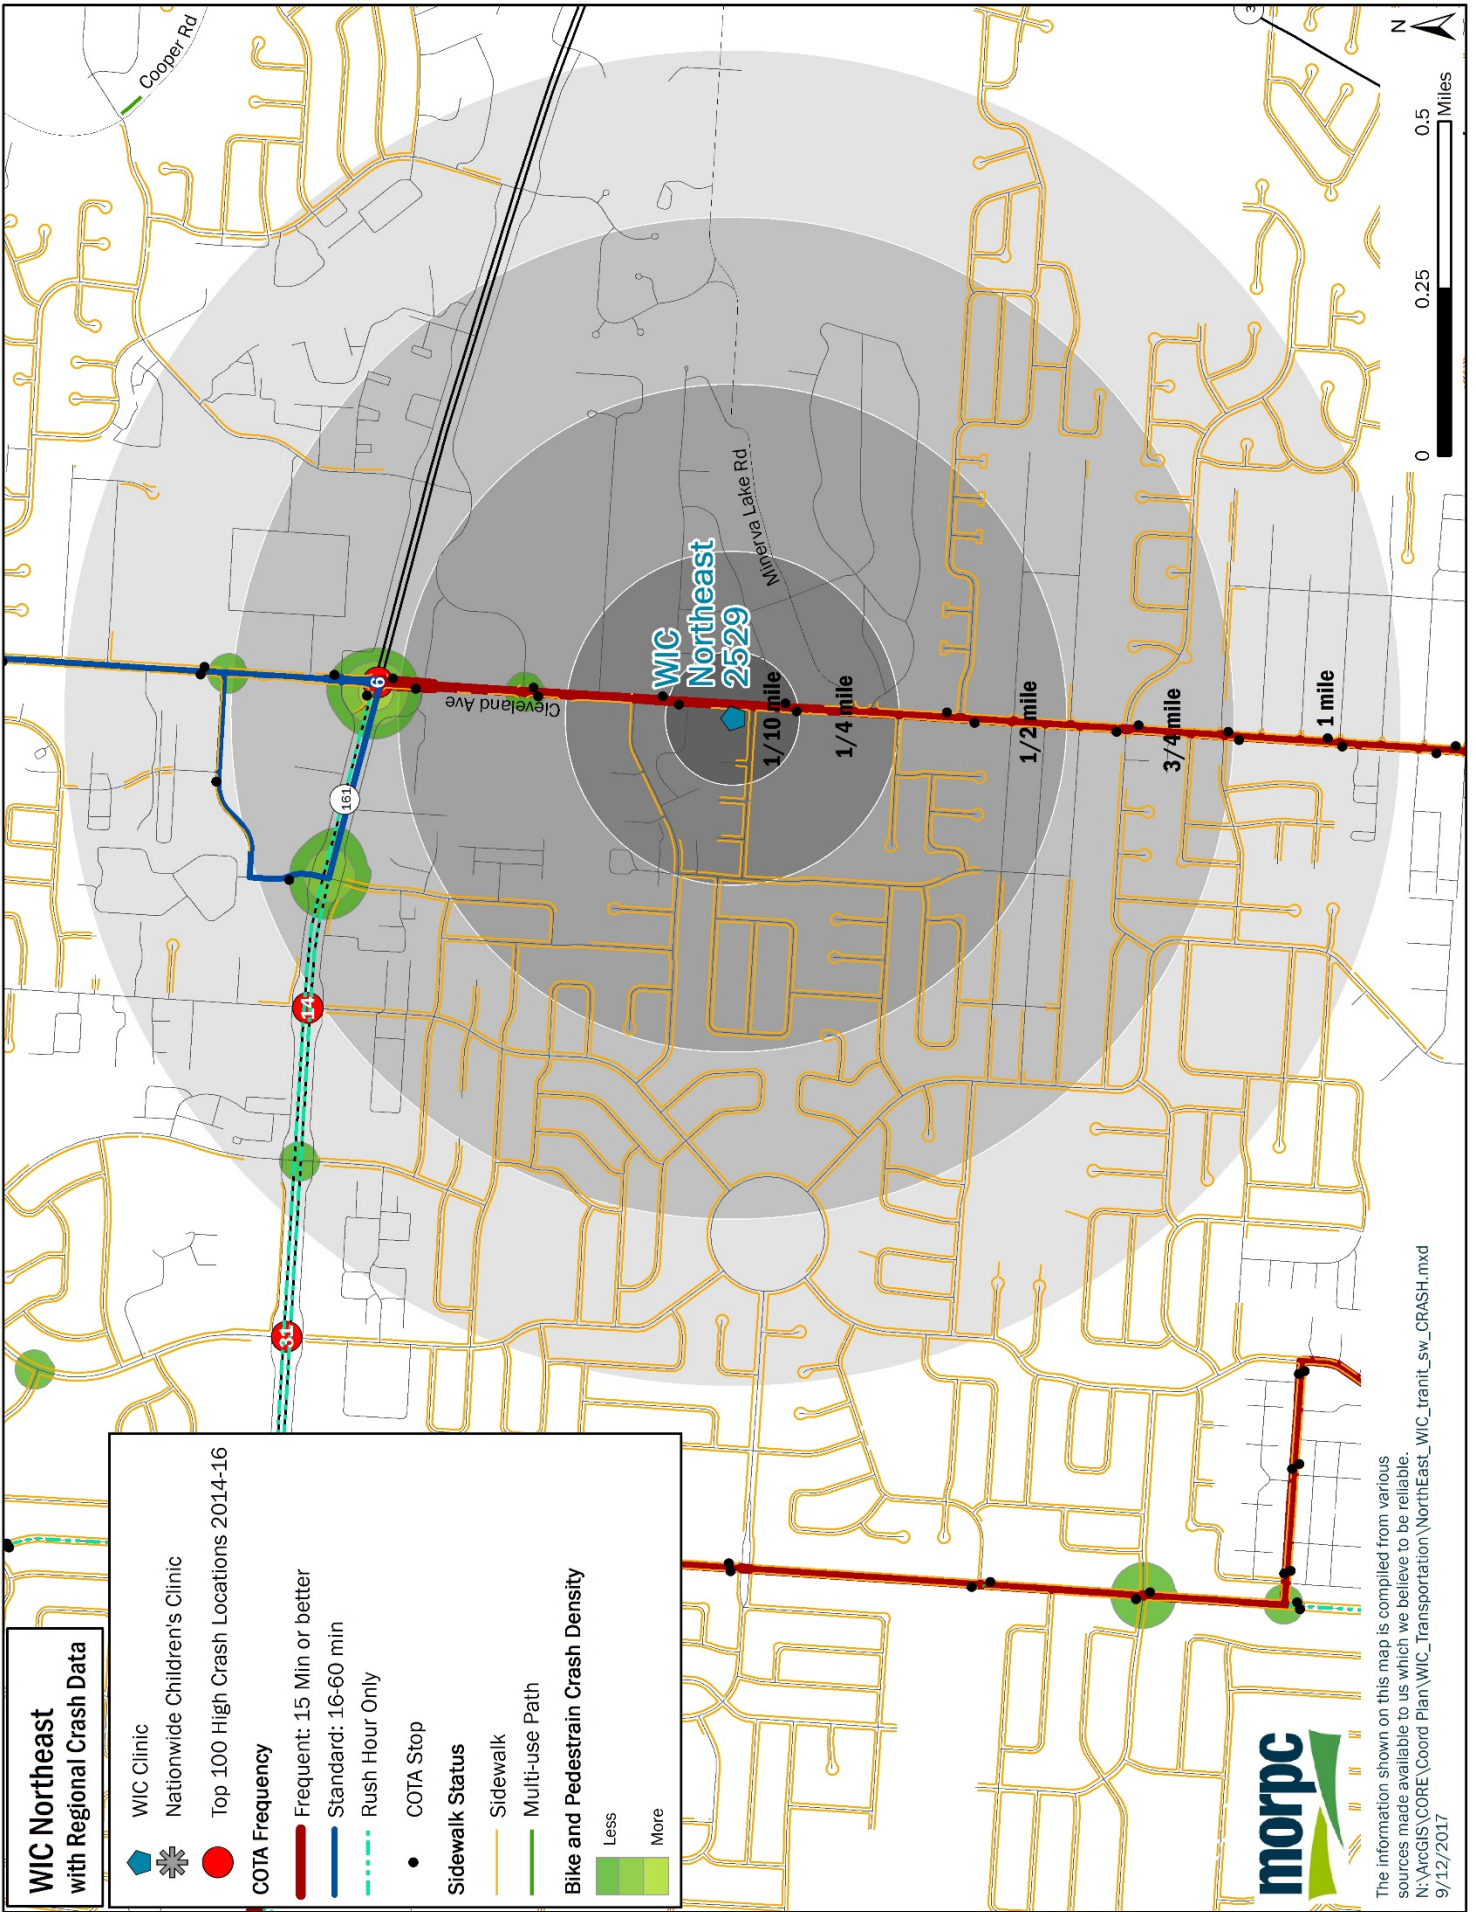 WIC Northeast
with Regional Crash Data
WIC Clinic
Nationwide Children's Clinic
Top 100 High Crash Locations 2014-16
COTA Frequency
Frequent: 15 Min or better
Standard: 16-60 min
Rush Hour Only
COTA Stop
Sidewalk Status
Sidewalk
Multi-use Path
Bike and Pedestrain Crash Density
Less
More
31
14
161
6
Cooper Rd
Cleveland Ave
WIC
Northeast
2529
Minerva Lake Rd
1/10 mile
1/4 mile
1/2 mile
3/4 mile
1 mile
3
N
0
0.25
0.5
Miles
morpc
The information shown on this map is compiled from various
sources made available to us which we believe to be reliable.
N:\ArcGIS\CORE\Coord Plan\WIC_Transportation\NorthEast_WIC_tranit_sw_CRASH.mxd
9/12/2017